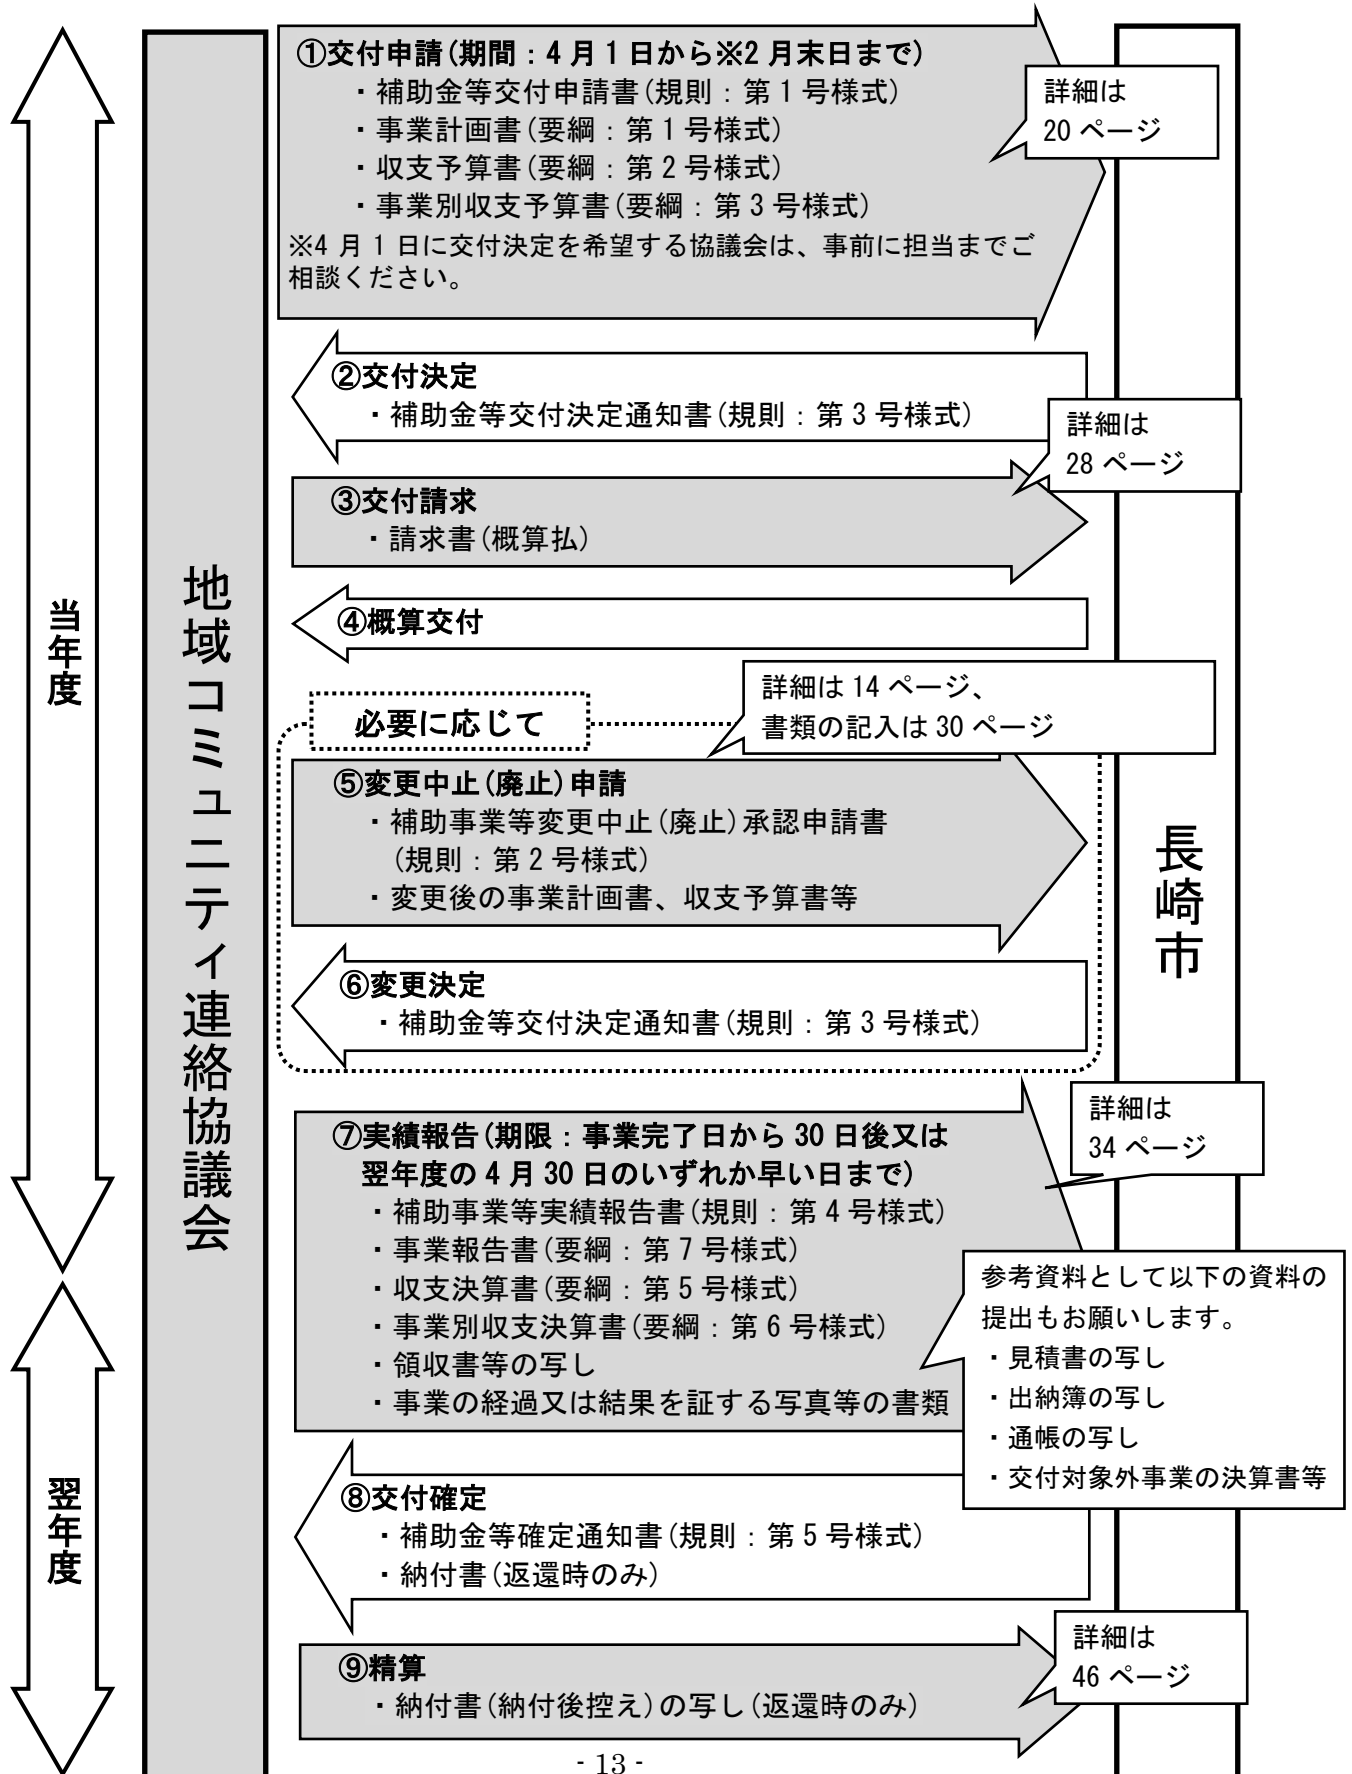 ①交付申請(期間：4月1日から※2月末日まで)
・補助金等交付申請書(規則：第1号様式)
・事業計画書(要綱：第1号様式)
・収支予算書(要綱：第2号様式)
・事業別収支予算書(要綱：第3号様式)
※4月1日に交付決定を希望する協議会は、事前に担当までご
相談ください。
詳細は
20ページ
②交付決定
・補助金等交付決定通知書(規則：第3号様式)
詳細は
28ページ
③交付請求
・請求書(概算払)
④概算交付
詳細は14ページ、
書類の記入は30ページ
必要に応じて
⑤変更中止(廃止)申請
・補助事業等変更中止(廃止)承認申請書
(規則：第2号様式)
・変更後の事業計画書、収支予算書等
⑥変更決定
・補助金等交付決定通知書(規則：第3号様式)
当年度
地域コミュニティ連絡協議会
長崎市
⑦実績報告(期限：事業完了日から30日後又は
翌年度の4月30日のいずれか早い日まで)
・補助事業等実績報告書(規則：第4号様式)
・事業報告書(要綱：第7号様式)
・収支決算書(要綱：第5号様式)
・事業別収支決算書(要綱：第6号様式)
・領収書等の写し
・事業の経過又は結果を証する写真等の書類
詳細は
34ページ
参考資料として以下の資料の
提出もお願いします。
・見積書の写し
・出納簿の写し
・通帳の写し
・交付対象外事業の決算書等
⑧交付確定
・補助金等確定通知書(規則：第5号様式)
・納付書(返還時のみ)
翌年度
⑨精算
・納付書(納付後控え)の写し(返還時のみ)
詳細は
46ページ
- 13 -